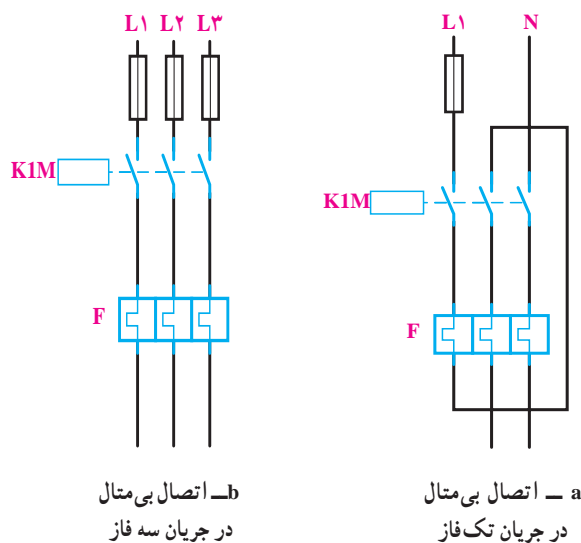 L۱ L۲ L۳
K1M
F
b ــ اتصال بی‌متال
در جریان سه فاز
L۱ N
K1M
F
a ــ اتصال بی‌متال
در جریان تک‌فاز